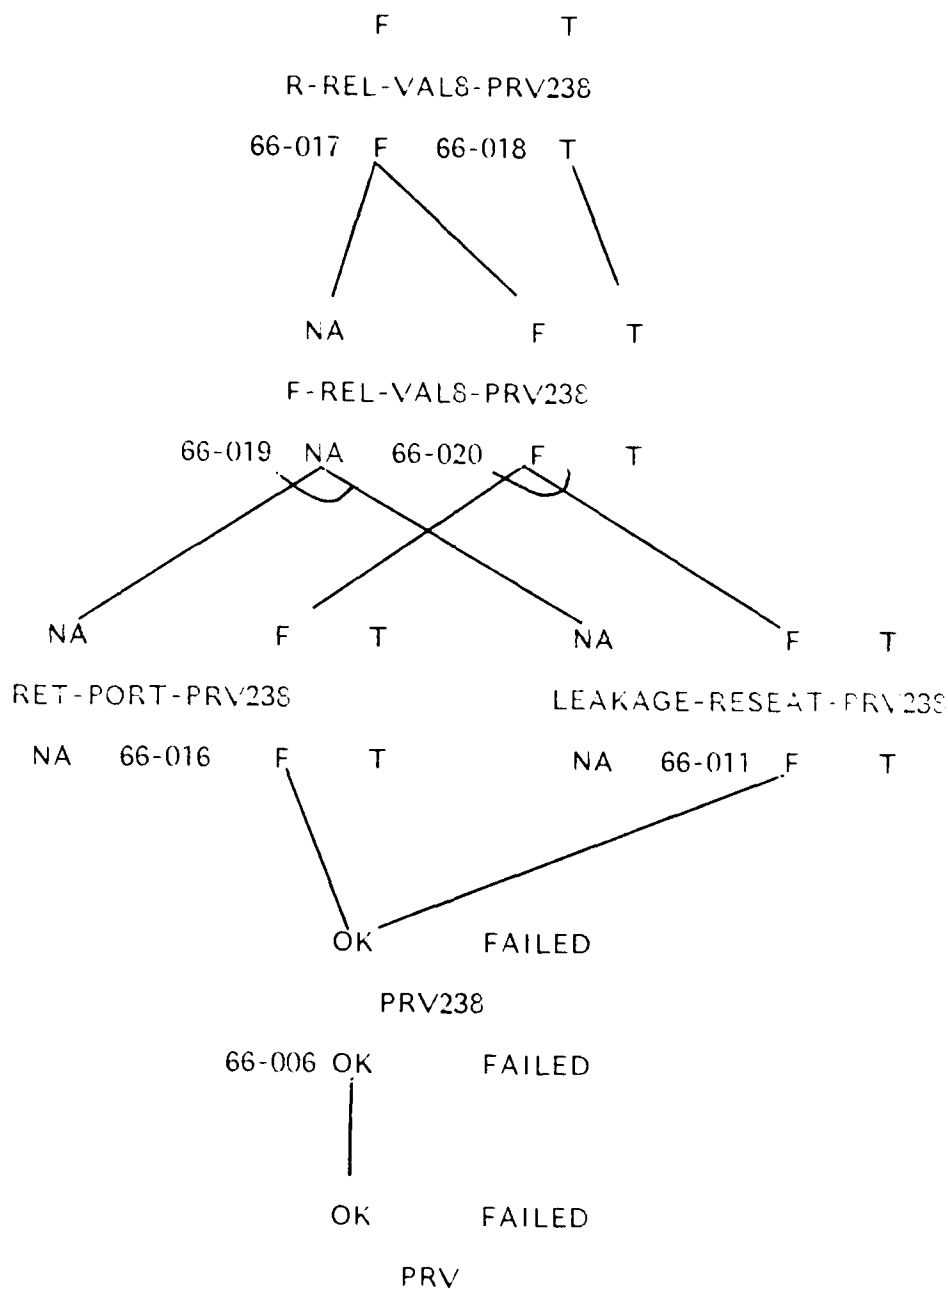 F T
R-REL-VALS-PRV238
66-017 F 66-018 T
NA F T
F-REL-VALS-PRV238
66-019 NA 66-020 F T
NA F T NA F T
RET-PORT-PRV238 LEAKAGE-RESEAT-PRV238
NA 66-016 F T NA 66-011 F T
OK FAILED
PRV238
66-006 OK FAILED
OK FAILED
PRV